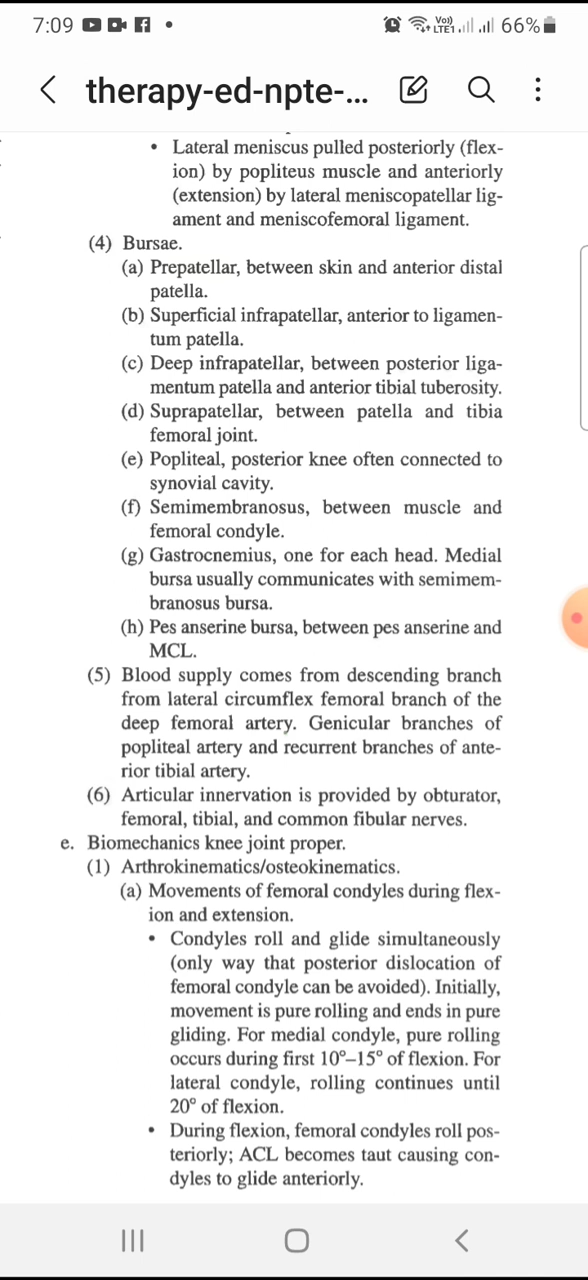 7:09
Vo)) LTE1 66%
therapy-ed-npte-...
• Lateral meniscus pulled posteriorly (flex-
ion) by popliteus muscle and anteriorly
(extension) by lateral meniscopatellar lig-
ament and meniscofemoral ligament.
(4) Bursae.
(a) Prepatellar, between skin and anterior distal
patella.
(b) Superficial infrapatellar, anterior to ligamen-
tum patella.
(c) Deep infrapatellar, between posterior liga-
mentum patella and anterior tibial tuberosity.
(d) Suprapatellar, between patella and tibia
femoral joint.
(e) Popliteal, posterior knee often connected to
synovial cavity.
(f) Semimembranosus, between muscle and
femoral condyle.
(g) Gastrocnemius, one for each head. Medial
bursa usually communicates with semimem-
branosus bursa.
(h) Pes anserine bursa, between pes anserine and
MCL.
(5) Blood supply comes from descending branch
from lateral circumflex femoral branch of the
deep femoral artery. Genicular branches of
popliteal artery and recurrent branches of ante-
rior tibial artery.
(6) Articular innervation is provided by obturator,
femoral, tibial, and common fibular nerves.
e. Biomechanics knee joint proper.
(1) Arthrokinematics/osteokinematics.
(a) Movements of femoral condyles during flex-
ion and extension.
• Condyles roll and glide simultaneously
(only way that posterior dislocation of
femoral condyle can be avoided). Initially,
movement is pure rolling and ends in pure
gliding. For medial condyle, pure rolling
occurs during first 10°–15° of flexion. For
lateral condyle, rolling continues until
20° of flexion.
• During flexion, femoral condyles roll pos-
teriorly; ACL becomes taut causing con-
dyles to glide anteriorly.